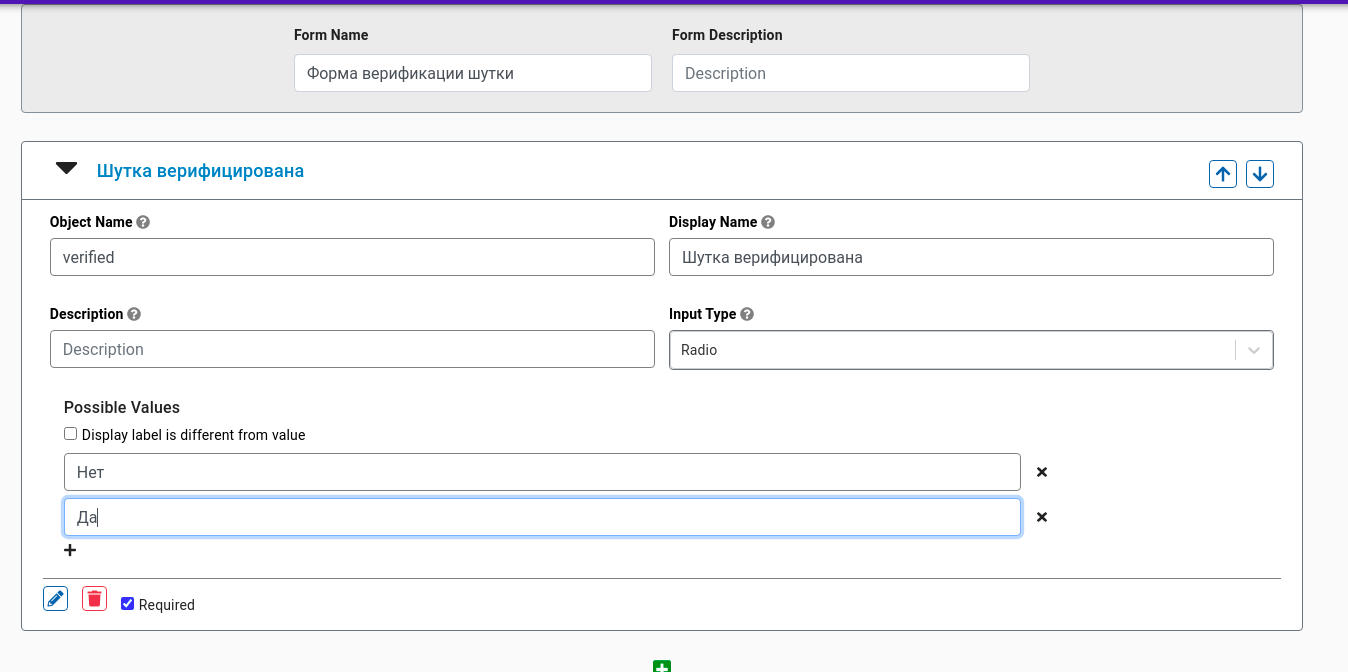 Form Name Form Description
Форма верификации шутки Description
Шутка верифицирована
Object Name Display Name
verified Шутка верифицирована
Description Input Type
Description Radio
Possible Values
Display label is different from value
Нет
Да
Required